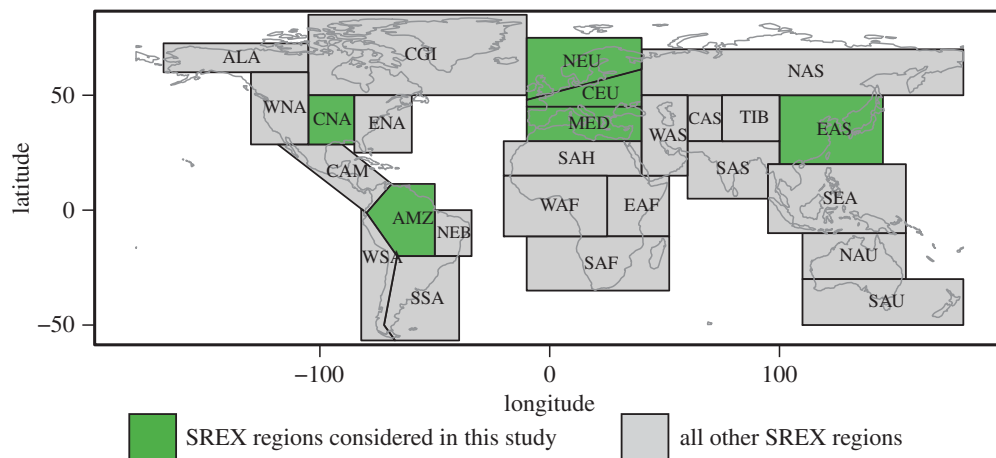 ALA
CGI
NEU
NAS
WNA
CNA
ENA
CEU
MED
WAS
CAS
TIB
EAS
CAM
SAH
SAS
AMZ
NEB
WAF
EAF
SEA
WSA
SSA
SAF
NAU
SAU
50
0
−50
latitude
−100
0
100
longitude
SREX regions considered in this study
all other SREX regions